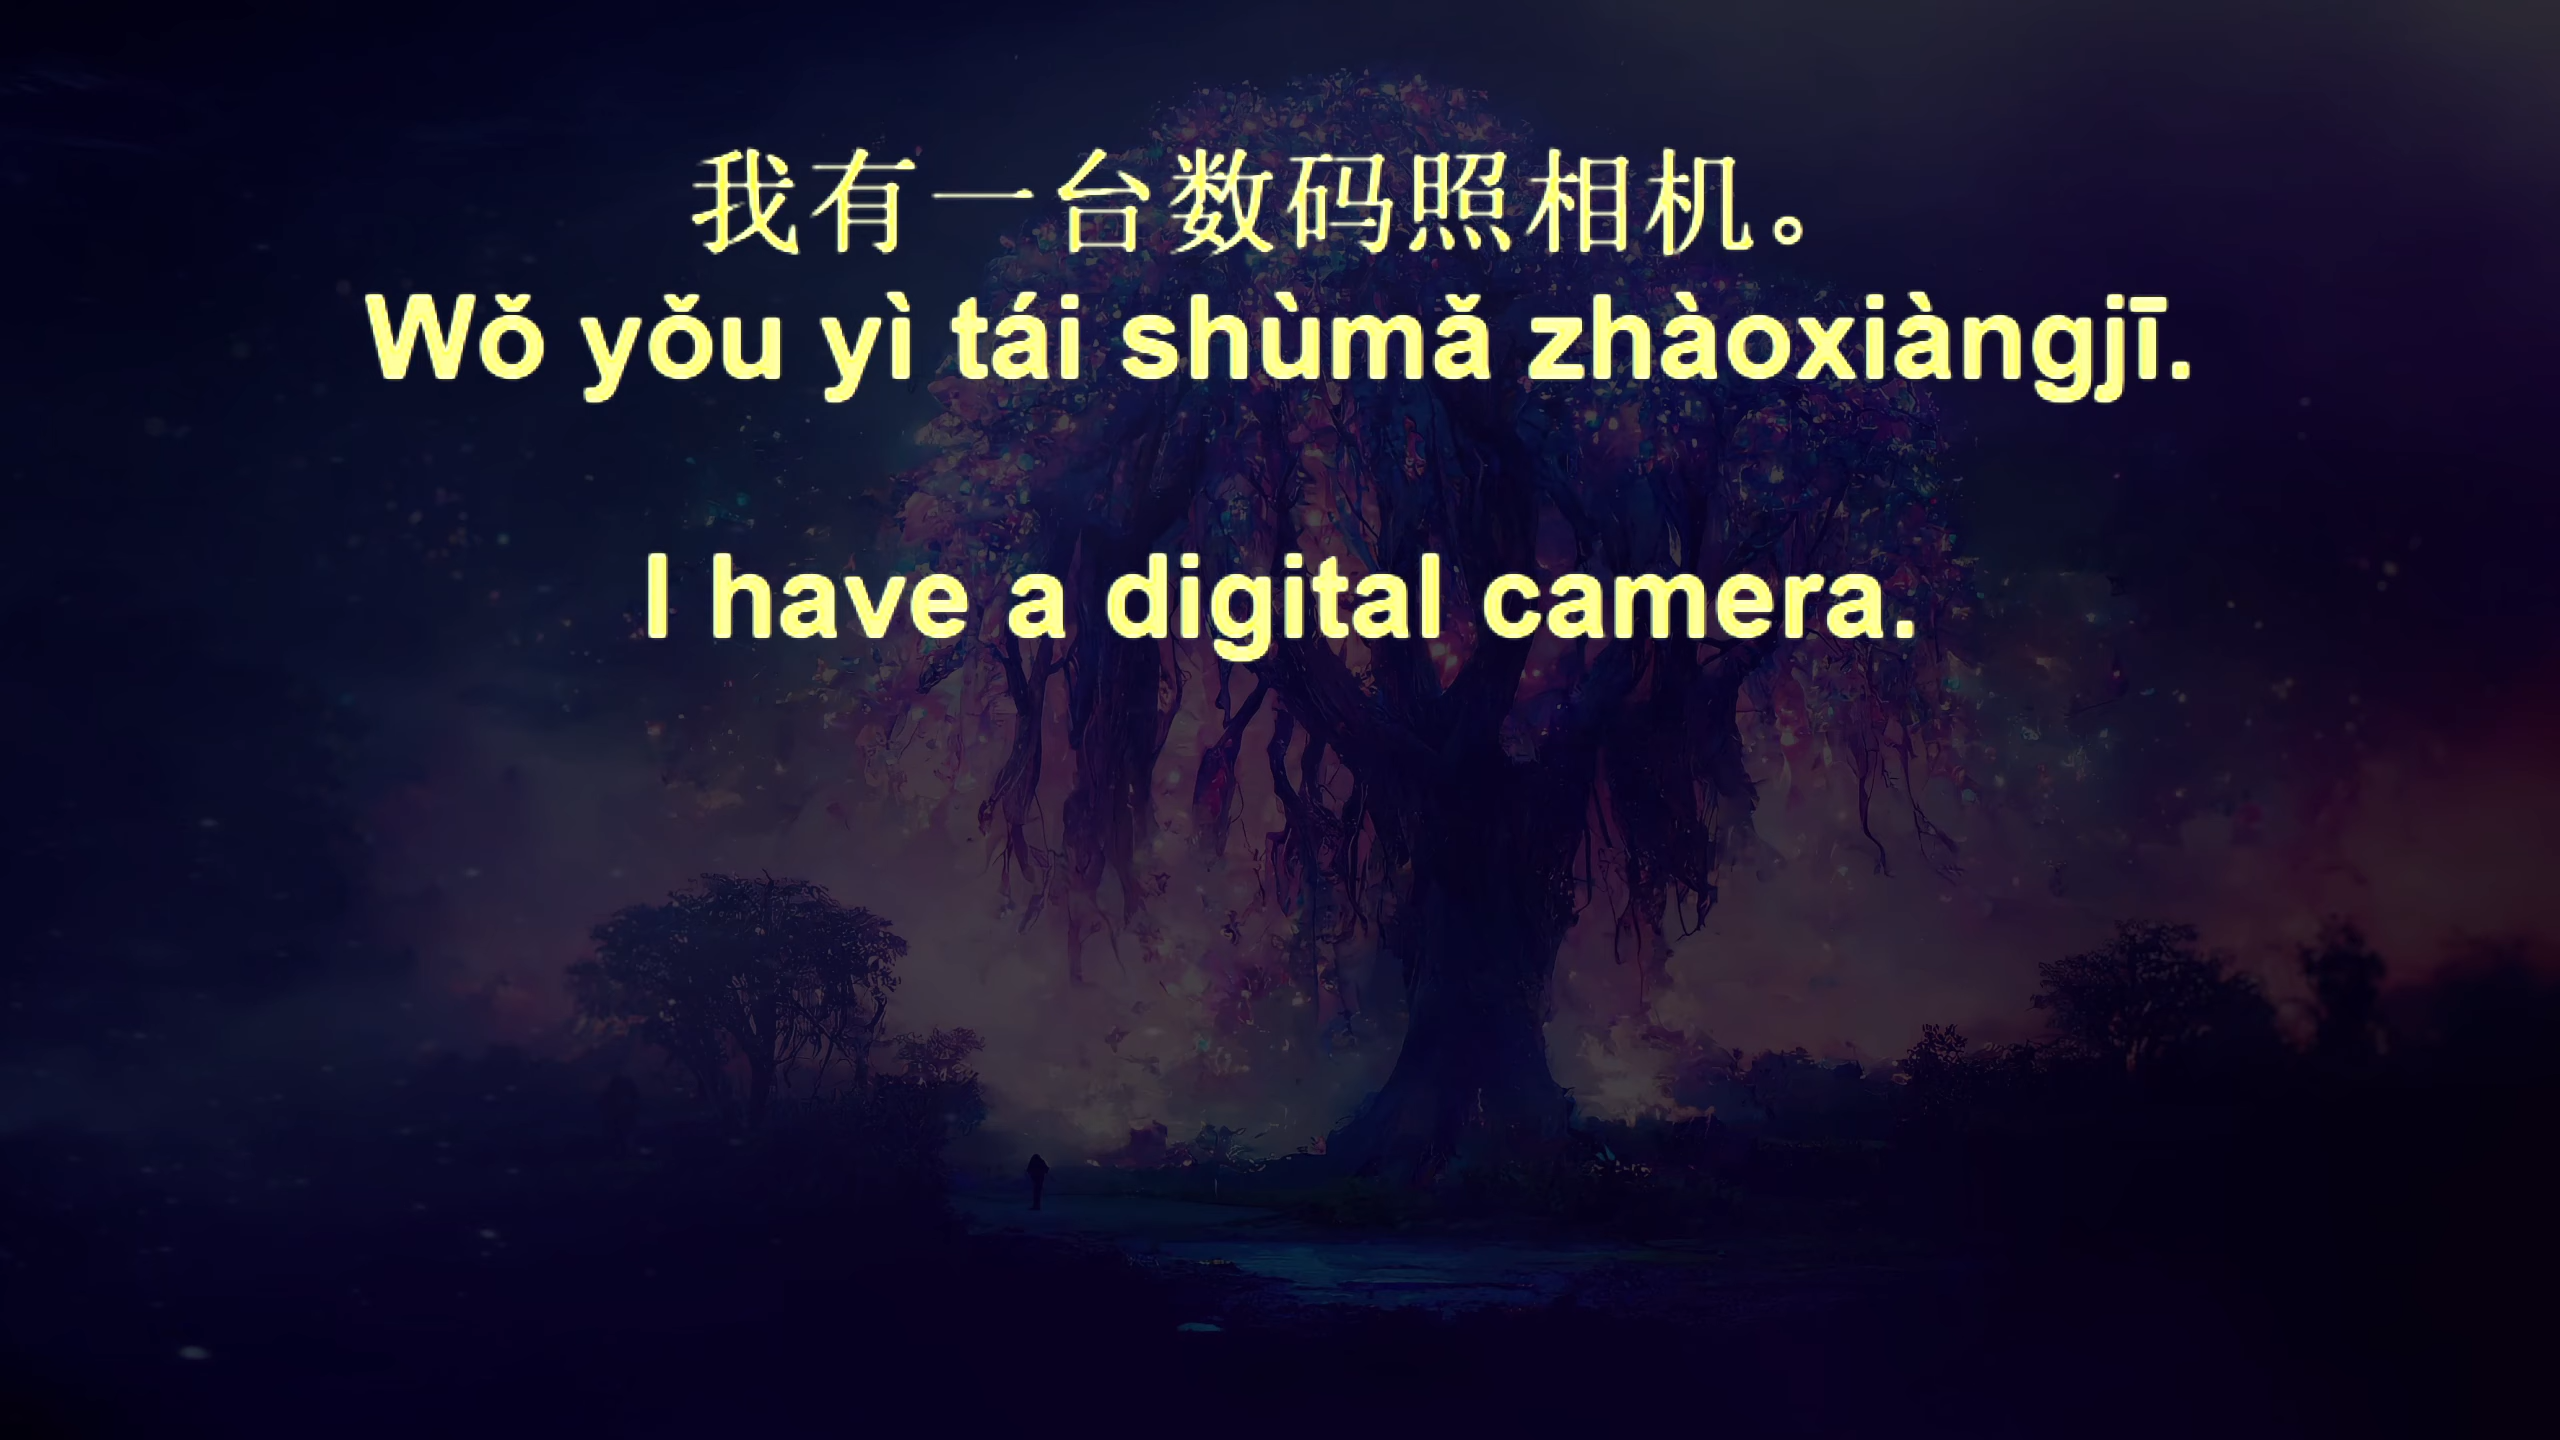 我有一台数码照相机。
Wǒ yǒu yì tái shùmǎ zhàoxiàngjī.
I have a digital camera.